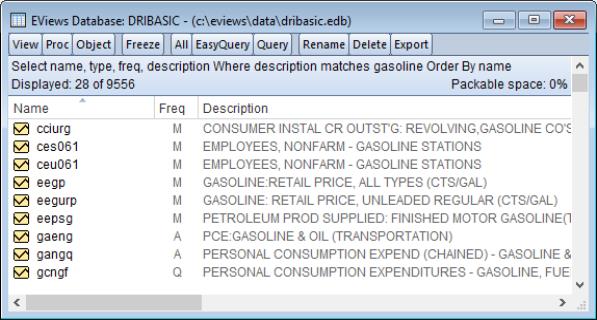 EViews Database: DRIBASIC - (c:\eviews\data\dribasic.edb)
View Proc Object Freeze All EasyQuery Query Rename Delete Export
Select name, type, freq, description Where description matches gasoline Order By name
Displayed: 28 of 9556 Packable space: 0%
Name Freq Description
cciurg M CONSUMER INSTAL CR OUTST'G: REVOLVING,GASOLINE CO'S
ces061 M EMPLOYEES, NONFARM - GASOLINE STATIONS
ceu061 M EMPLOYEES, NONFARM - GASOLINE STATIONS
eegp M GASOLINE:RETAIL PRICE, ALL TYPES (CTS/GAL)
eegurp M GASOLINE: RETAIL PRICE, UNLEADED REGULAR (CTS/GAL)
eepsg M PETROLEUM PROD SUPPLIED: FINISHED MOTOR GASOLINE(T
gaeng A PCE:GASOLINE & OIL (TRANSPORTATION)
gangq A PERSONAL CONSUMPTION EXPEND (CHAINED) - GASOLINE &
gcngf Q PERSONAL CONSUMPTION EXPENDITURES - GASOLINE, FUE